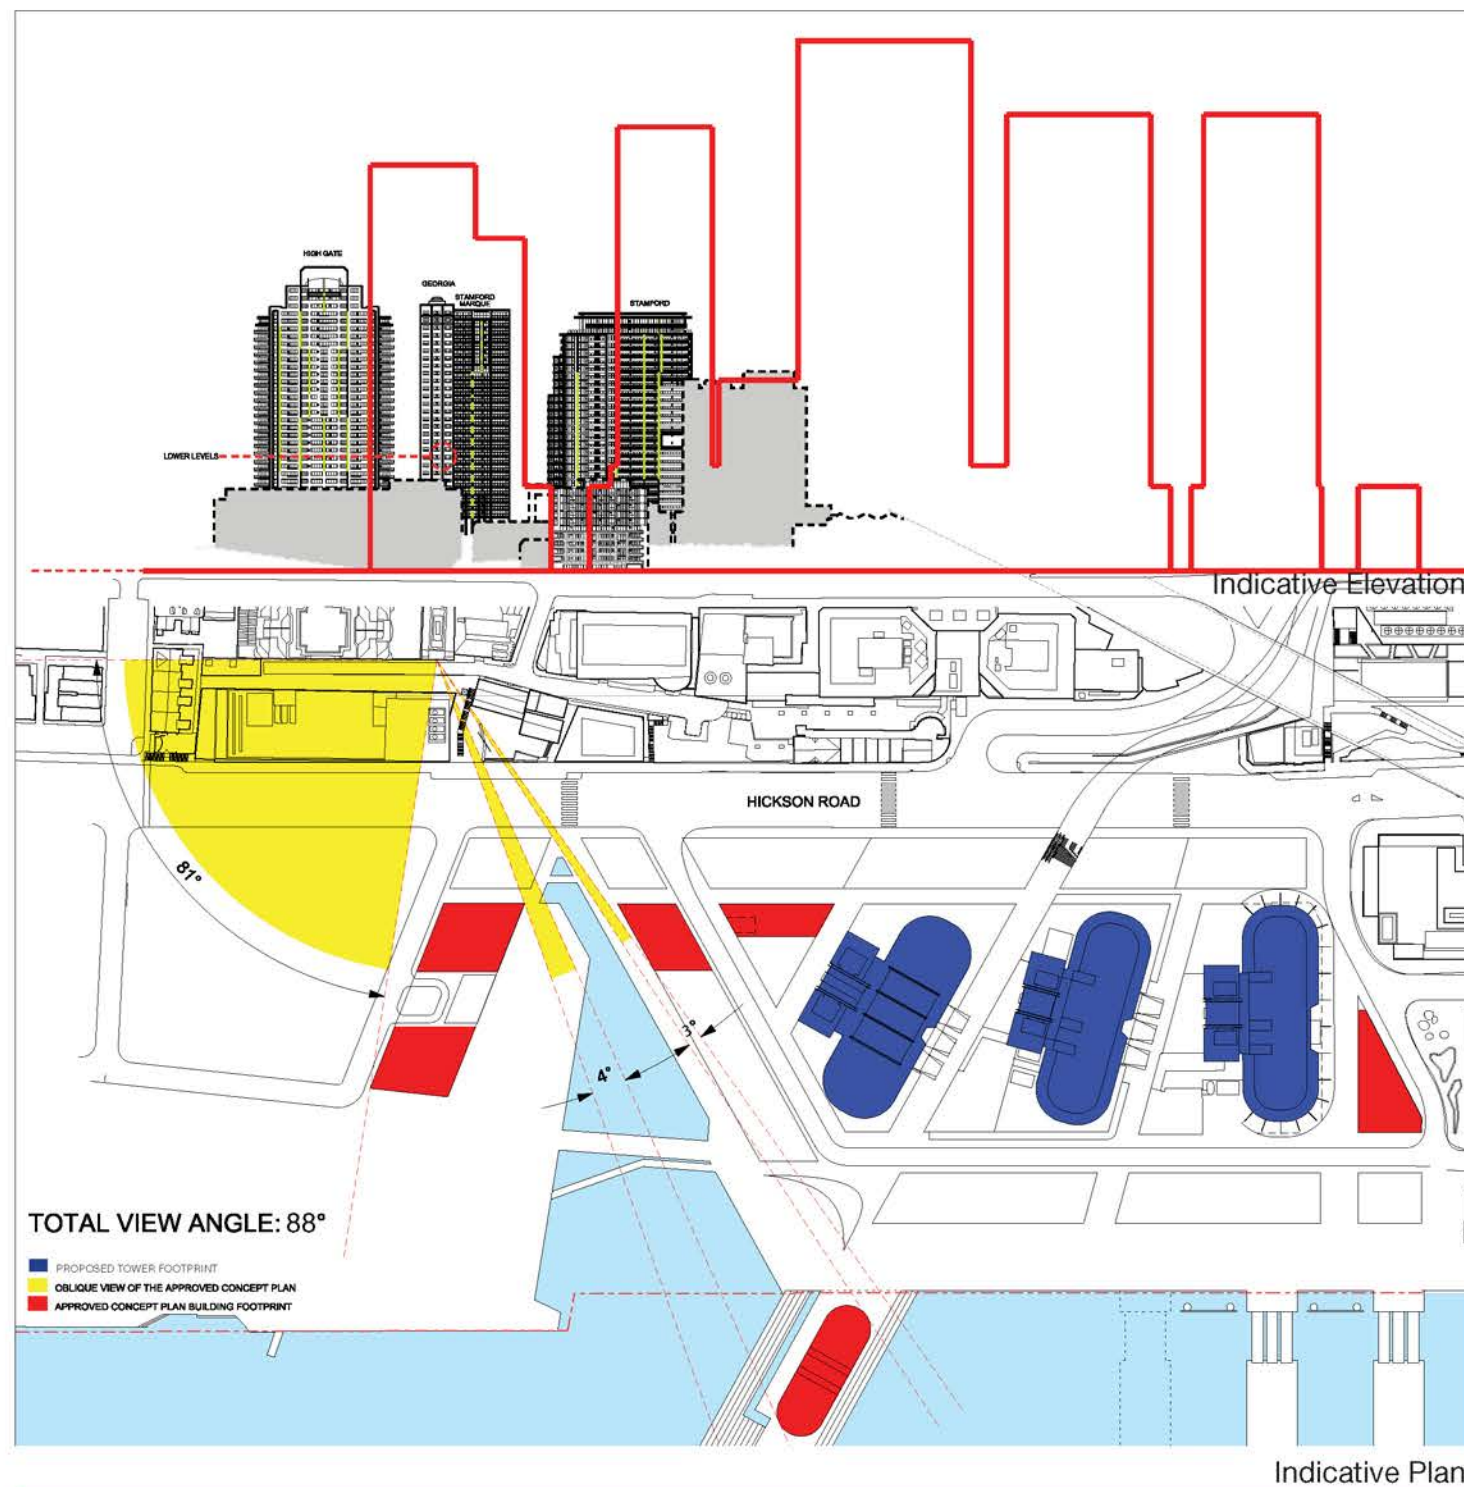 HIGH GATE
GEORGIA
STAMFORD
MARQUE
STAMFORD
LOWER LEVELS
Indicative Elevation
HICKSON ROAD
81°
3°
4°
TOTAL VIEW ANGLE: 88°
PROPOSED TOWER FOOTPRINT
OBLIQUE VIEW OF THE APPROVED CONCEPT PLAN
APPROVED CONCEPT PLAN BUILDING FOOTPRINT
Indicative Plan